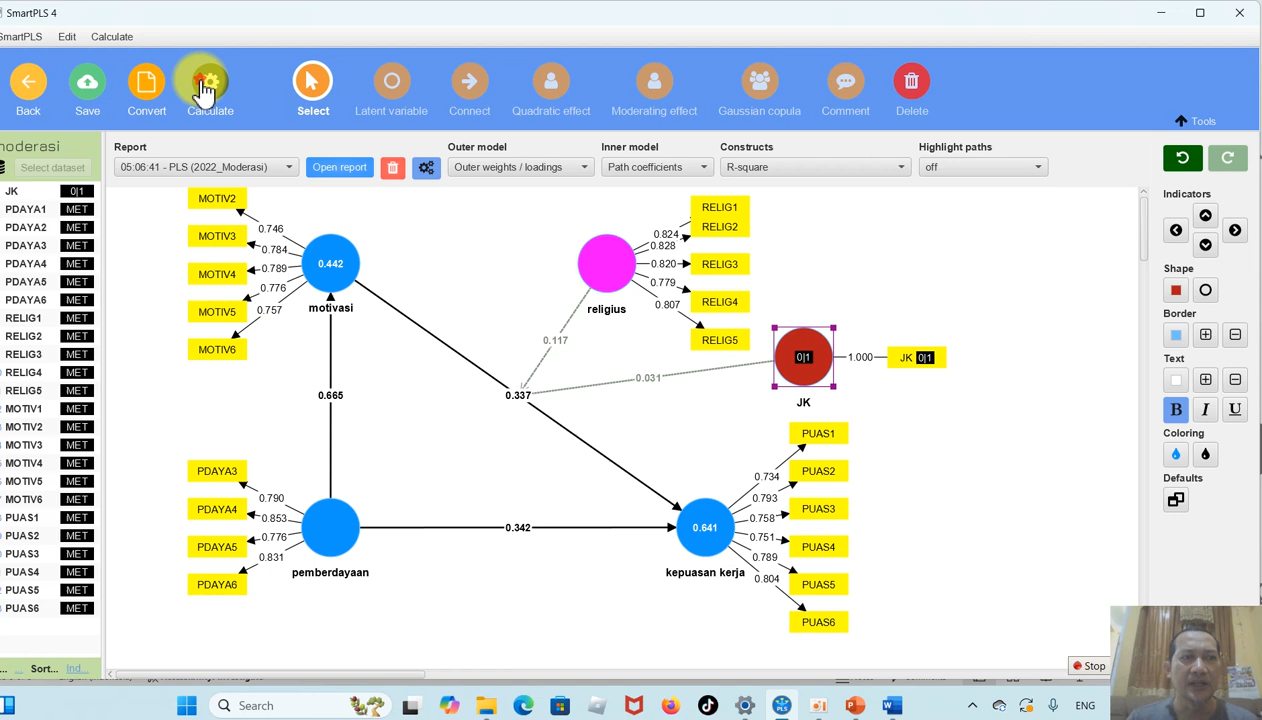 SmartPLS 4
SmartPLS Edit Calculate
Back Save Convert Calculate Select Latent variable Connect Quadratic effect Moderating effect Gaussian copula Comment Delete
Tools
moderasi
Select dataset
Report Outer model Inner model Constructs Highlight paths
05:06:41 - PLS (2022_Moderasi) Open report Outer weights / loadings Path coefficients R-square off
JK 0|1
PDAYA1 MET
PDAYA2 MET
PDAYA3 MET
PDAYA4 MET
PDAYA5 MET
PDAYA6 MET
RELIG1 MET
RELIG2 MET
RELIG3 MET
RELIG4 MET
RELIG5 MET
MOTIV1 MET
MOTIV2 MET
MOTIV3 MET
MOTIV4 MET
MOTIV5 MET
MOTIV6 MET
PUAS1 MET
PUAS2 MET
PUAS3 MET
PUAS4 MET
PUAS5 MET
PUAS6 MET
... Sort... Ind...
MOTIV2
MOTIV3
MOTIV4
MOTIV5
MOTIV6
0.746
0.784
0.789
0.776
0.757
0.442
motivasi
RELIG1
RELIG2
RELIG3
RELIG4
RELIG5
0.824
0.828
0.820
0.779
0.807
religius
0.117
0.031
0.337
0|1
JK
1.000
JK 0|1
0.665
PDAYA3
PDAYA4
PDAYA5
PDAYA6
0.790
0.853
0.776
0.831
pemberdayaan
0.342
0.641
kepuasan kerja
0.734
0.793
0.758
0.751
0.789
0.804
PUAS1
PUAS2
PUAS3
PUAS4
PUAS5
PUAS6
Indicators
Shape
Border
Text
B I U
Coloring
Defaults
Stop
Search
PLS
ENG